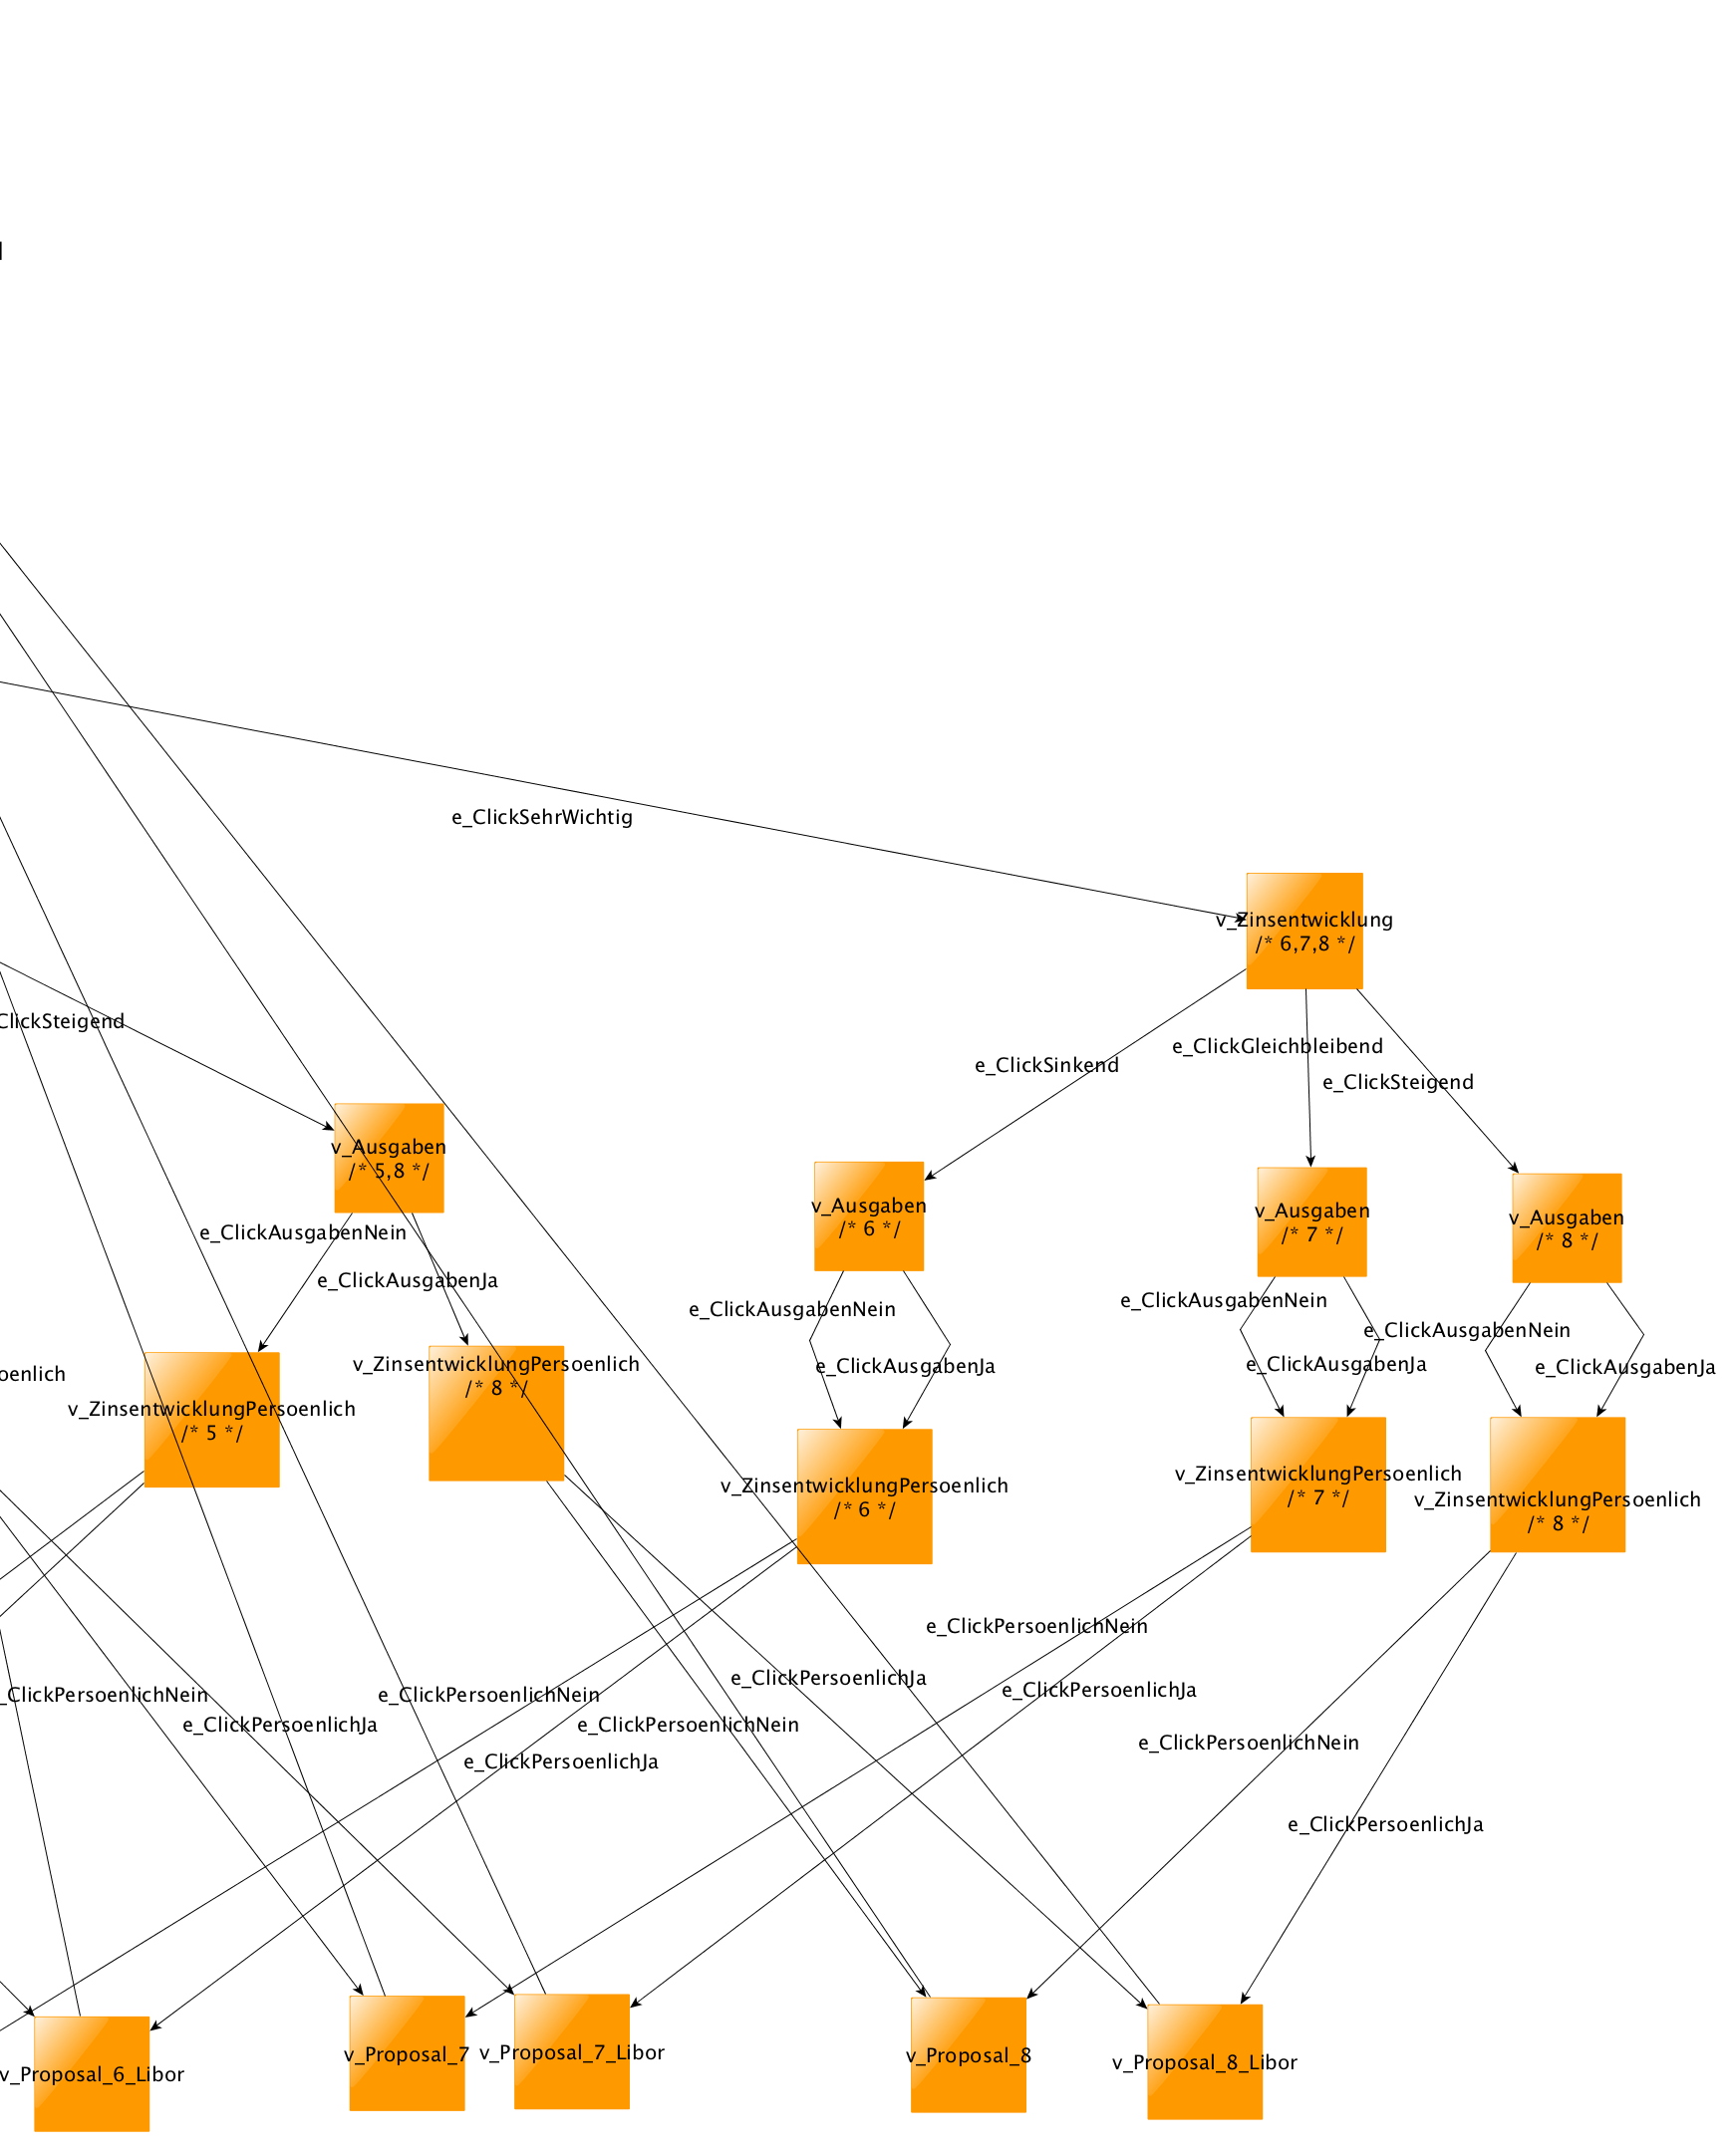 e_ClickSehrWichtig
v_Zinsentwicklung
/* 6,7,8 */
ClickSteigend
e_ClickGleichbleibend
e_ClickSinkend
e_ClickSteigend
v_Ausgaben
/* 5,8 */
v_Ausgaben
/* 6 */
v_Ausgaben
/* 7 */
v_Ausgaben
/* 8 */
e_ClickAusgabenNein
e_ClickAusgabenJa
e_ClickAusgabenNein
e_ClickAusgabenNein
e_ClickAusgabenNein
e_ClickAusgabenJa
e_ClickAusgabenJa
e_ClickAusgabenJa
oenlich
v_ZinsentwicklungPersoenlich
/* 5 */
v_ZinsentwicklungPersoenlich
/* 8 */
v_ZinsentwicklungPersoenlich
/* 6 */
v_ZinsentwicklungPersoenlich
/* 7 */
v_ZinsentwicklungPersoenlich
/* 8 */
e_ClickPersoenlichNein
e_ClickPersoenlichJa
e_ClickPersoenlichJa
_ClickPersoenlichNein
e_ClickPersoenlichNein
e_ClickPersoenlichJa
e_ClickPersoenlichNein
e_ClickPersoenlichNein
e_ClickPersoenlichJa
e_ClickPersoenlichJa
v_Proposal_6_Libor
v_Proposal_7
v_Proposal_7_Libor
v_Proposal_8
v_Proposal_8_Libor